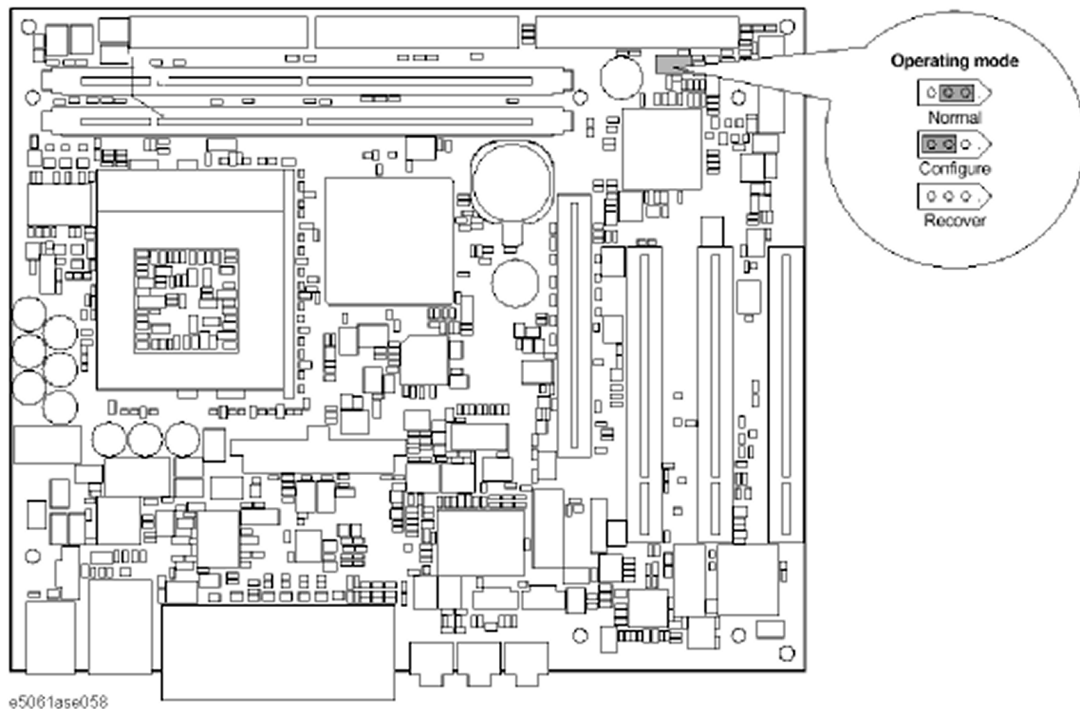 Operating mode
Normal
Configure
Recover
e5061ase058